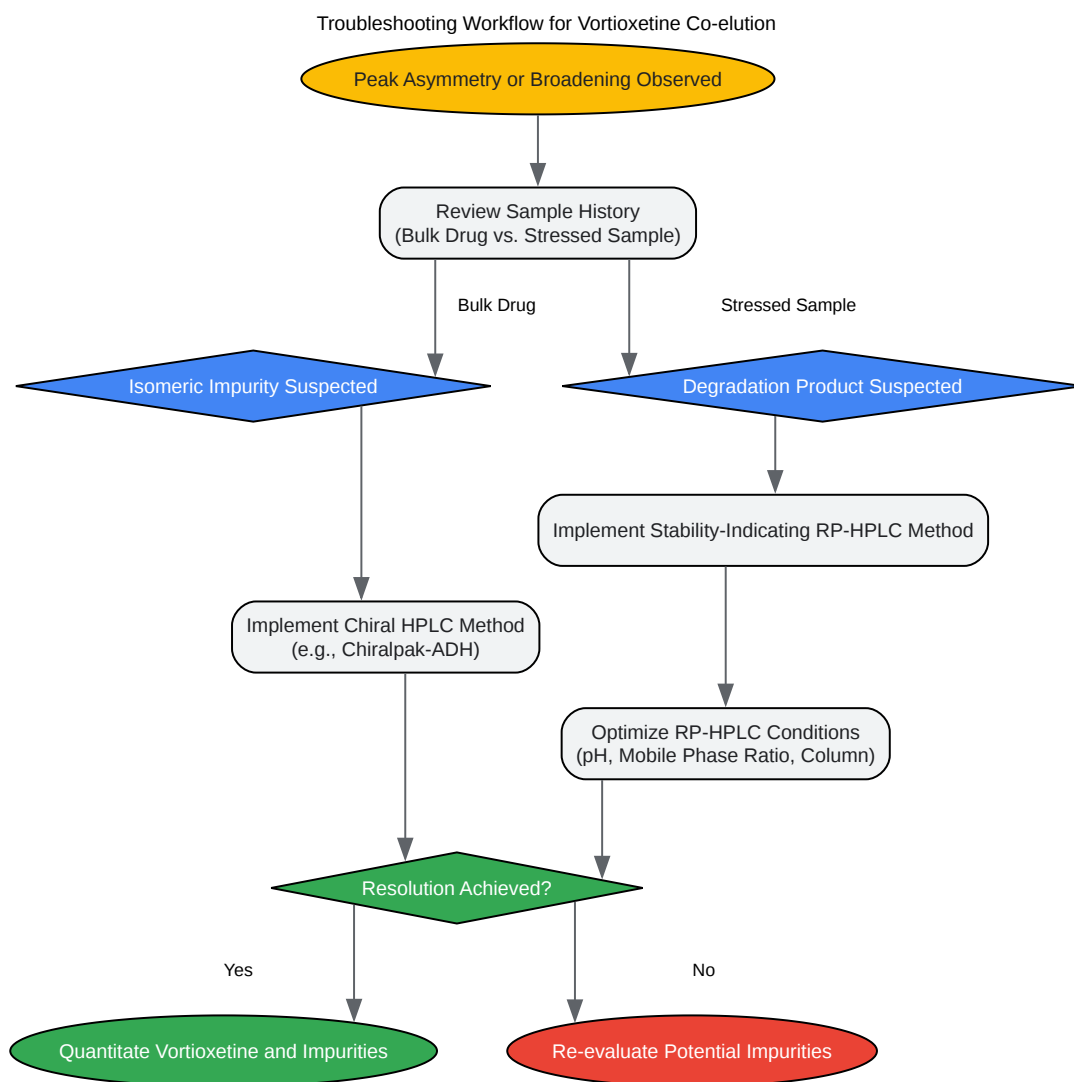 Troubleshooting Workflow for Vortioxetine Co-elution
Peak Asymmetry or Broadening Observed
Review Sample History
(Bulk Drug vs. Stressed Sample)
Bulk Drug
Stressed Sample
Isomeric Impurity Suspected
Degradation Product Suspected
Implement Stability-Indicating RP-HPLC Method
Implement Chiral HPLC Method
(e.g., Chiralpak-ADH)
Optimize RP-HPLC Conditions
(pH, Mobile Phase Ratio, Column)
Resolution Achieved?
Yes
No
Quantitate Vortioxetine and Impurities
Re-evaluate Potential Impurities